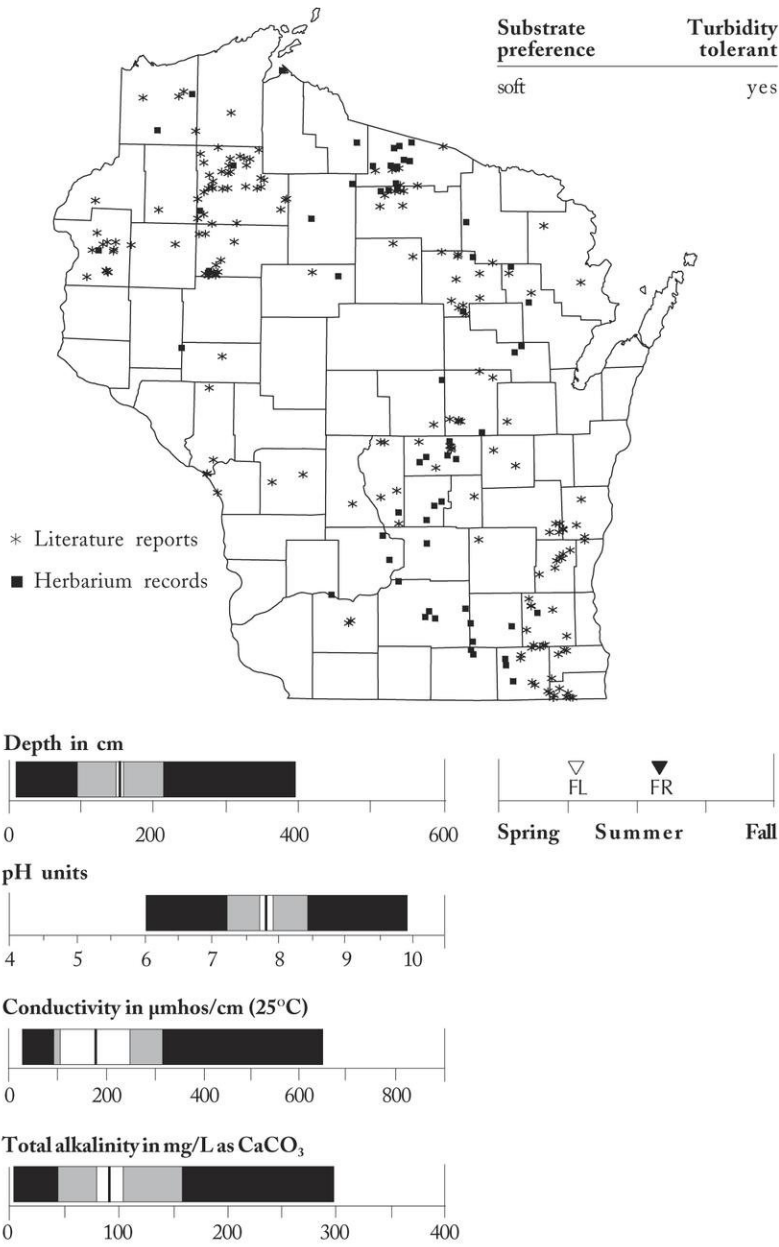 Substrate preference Turbidity tolerant
soft yes
* Literature reports
■ Herbarium records
Depth in cm
0 200 400 600
FL FR
Spring Summer Fall
pH units
4 5 6 7 8 9 10
Conductivity in µmhos/cm (25°C)
0 200 400 600 800
Total alkalinity in mg/L as CaCO₃
0 100 200 300 400